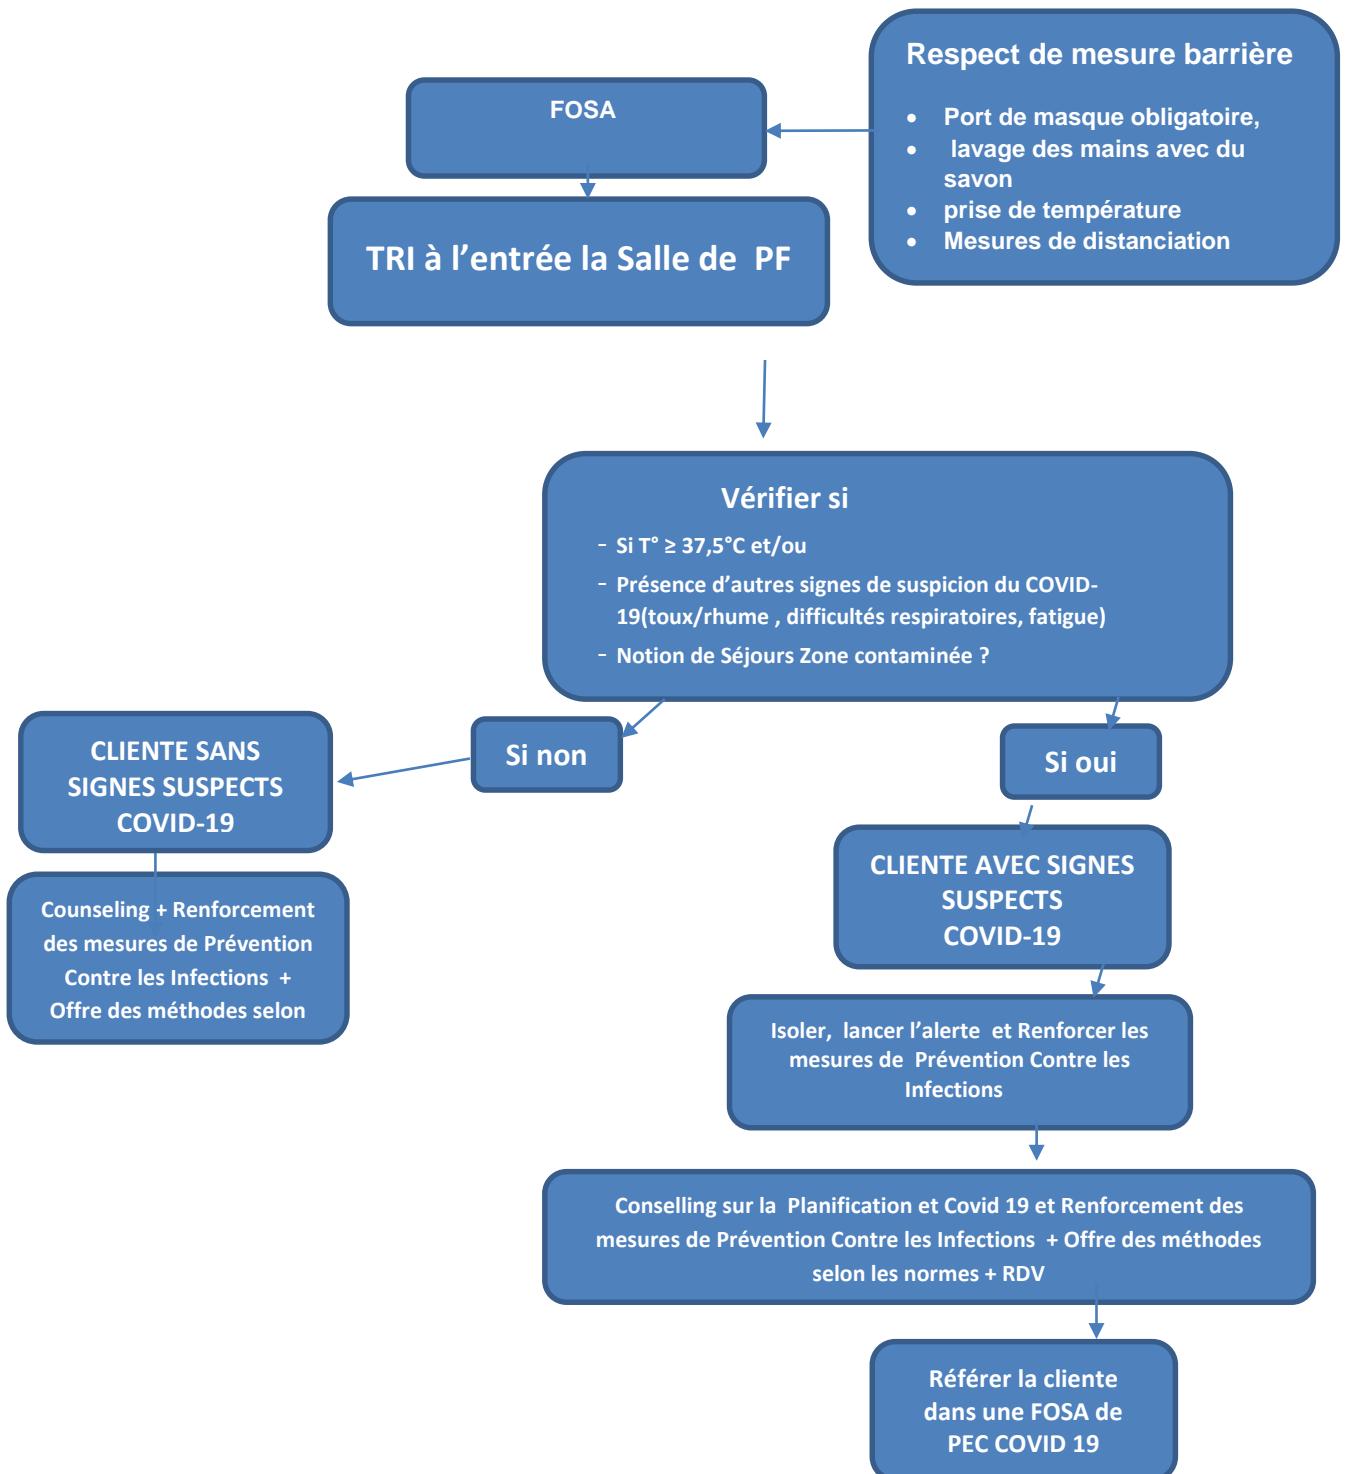 Respect de mesure barrière
• Port de masque obligatoire,
• lavage des mains avec du
savon
• prise de température
• Mesures de distanciation
FOSA
TRI à l’entrée la Salle de PF
Vérifier si
- Si T° ≥ 37,5°C et/ou
- Présence d’autres signes de suspicion du COVID-
19(toux/rhume , difficultés respiratoires, fatigue)
- Notion de Séjours Zone contaminée ?
Si non
Si oui
CLIENTE SANS
SIGNES SUSPECTS
COVID-19
Counseling + Renforcement
des mesures de Prévention
Contre les Infections +
Offre des méthodes selon
CLIENTE AVEC SIGNES
SUSPECTS
COVID-19
Isoler, lancer l’alerte et Renforcer les
mesures de Prévention Contre les
Infections
Conselling sur la Planification et Covid 19 et Renforcement des
mesures de Prévention Contre les Infections + Offre des méthodes
selon les normes + RDV
Référer la cliente
dans une FOSA de
PEC COVID 19